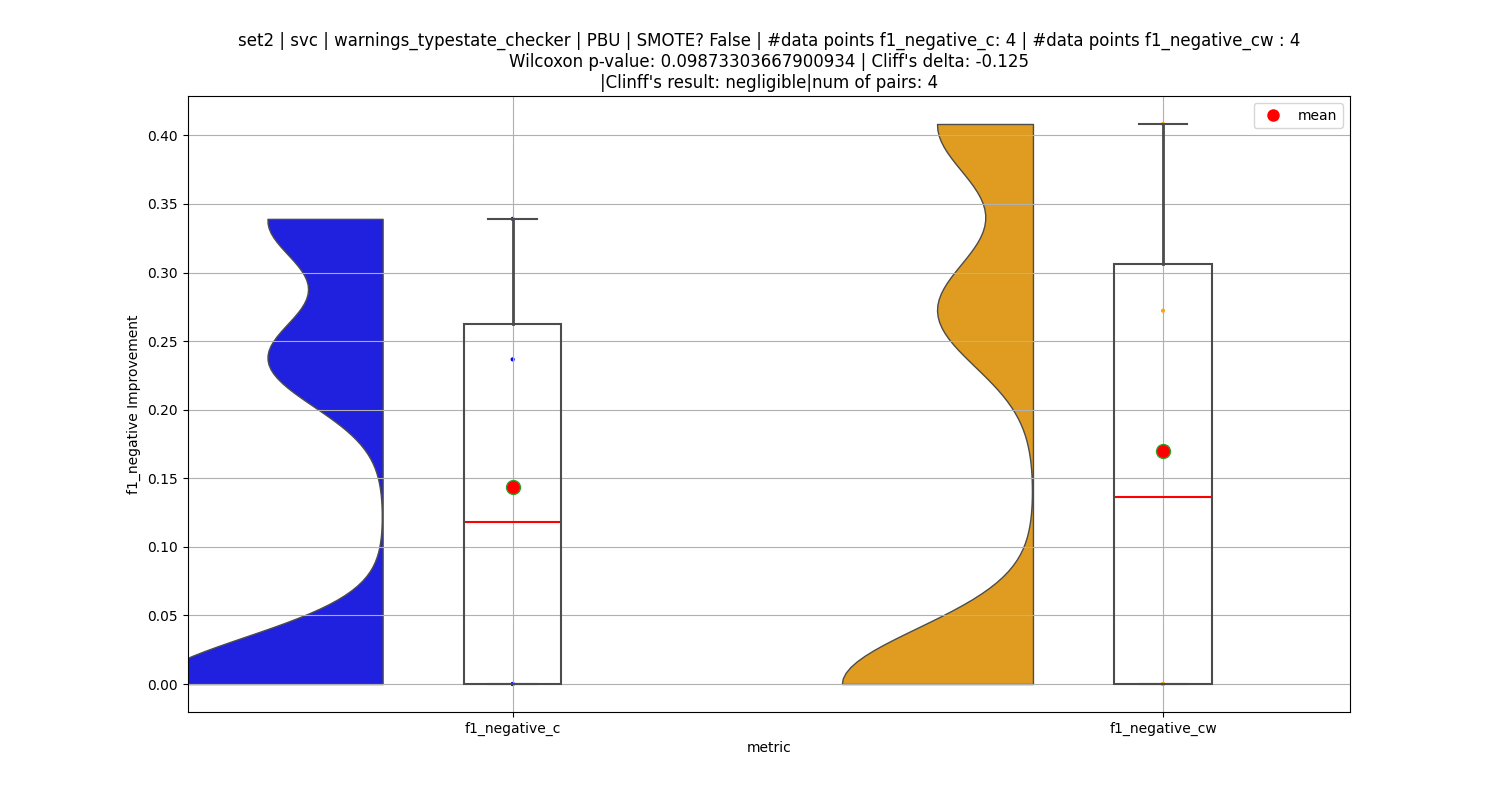 set2 | svc | warnings_typestate_checker | PBU | SMOTE? False | #data points f1_negative_c: 4 | #data points f1_negative_cw : 4
Wilcoxon p-value: 0.09873303667900934 | Cliff's delta: -0.125
|Clinff's result: negligible|num of pairs: 4
mean
0.40
0.35
0.30
0.25
0.20
0.15
0.10
0.05
0.00
f1_negative Improvement
f1_negative_c
f1_negative_cw
metric